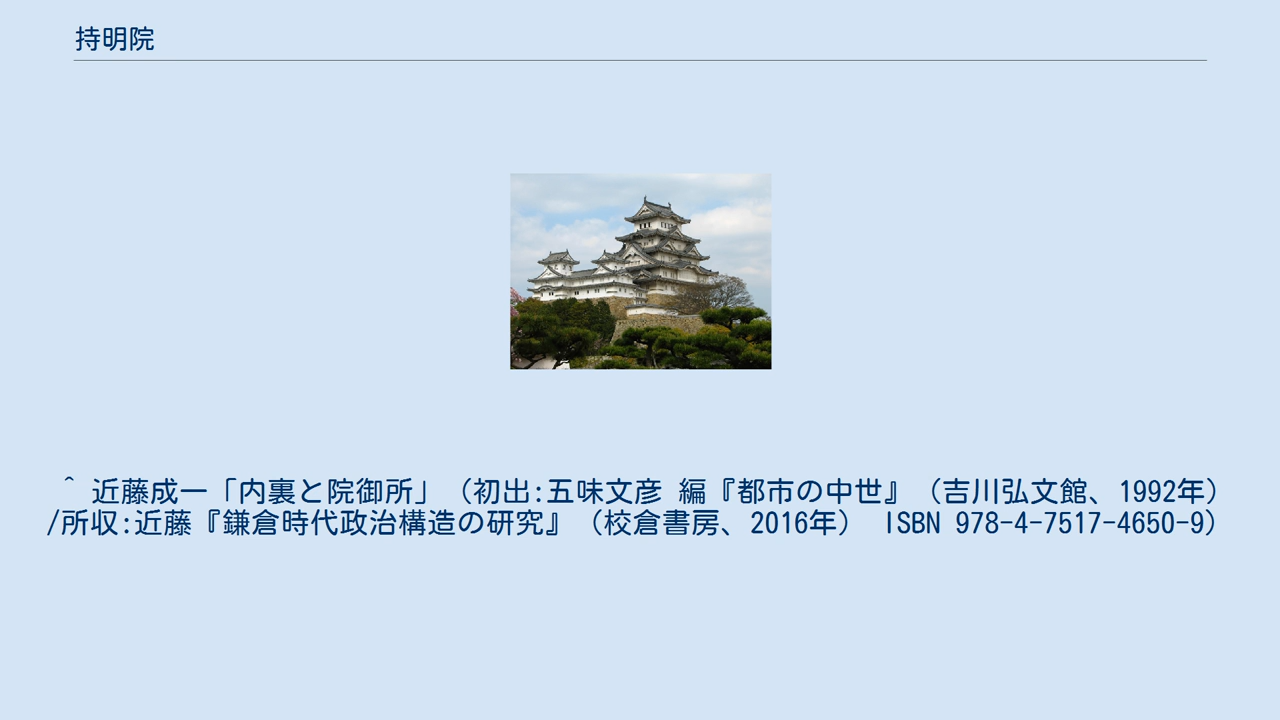 持明院
^ 近藤成一「内裏と院御所」（初出:五味文彦 編『都市の中世』（吉川弘文館、1992年）
/所収:近藤『鎌倉時代政治構造の研究』（校倉書房、2016年） ISBN 978-4-7517-4650-9）